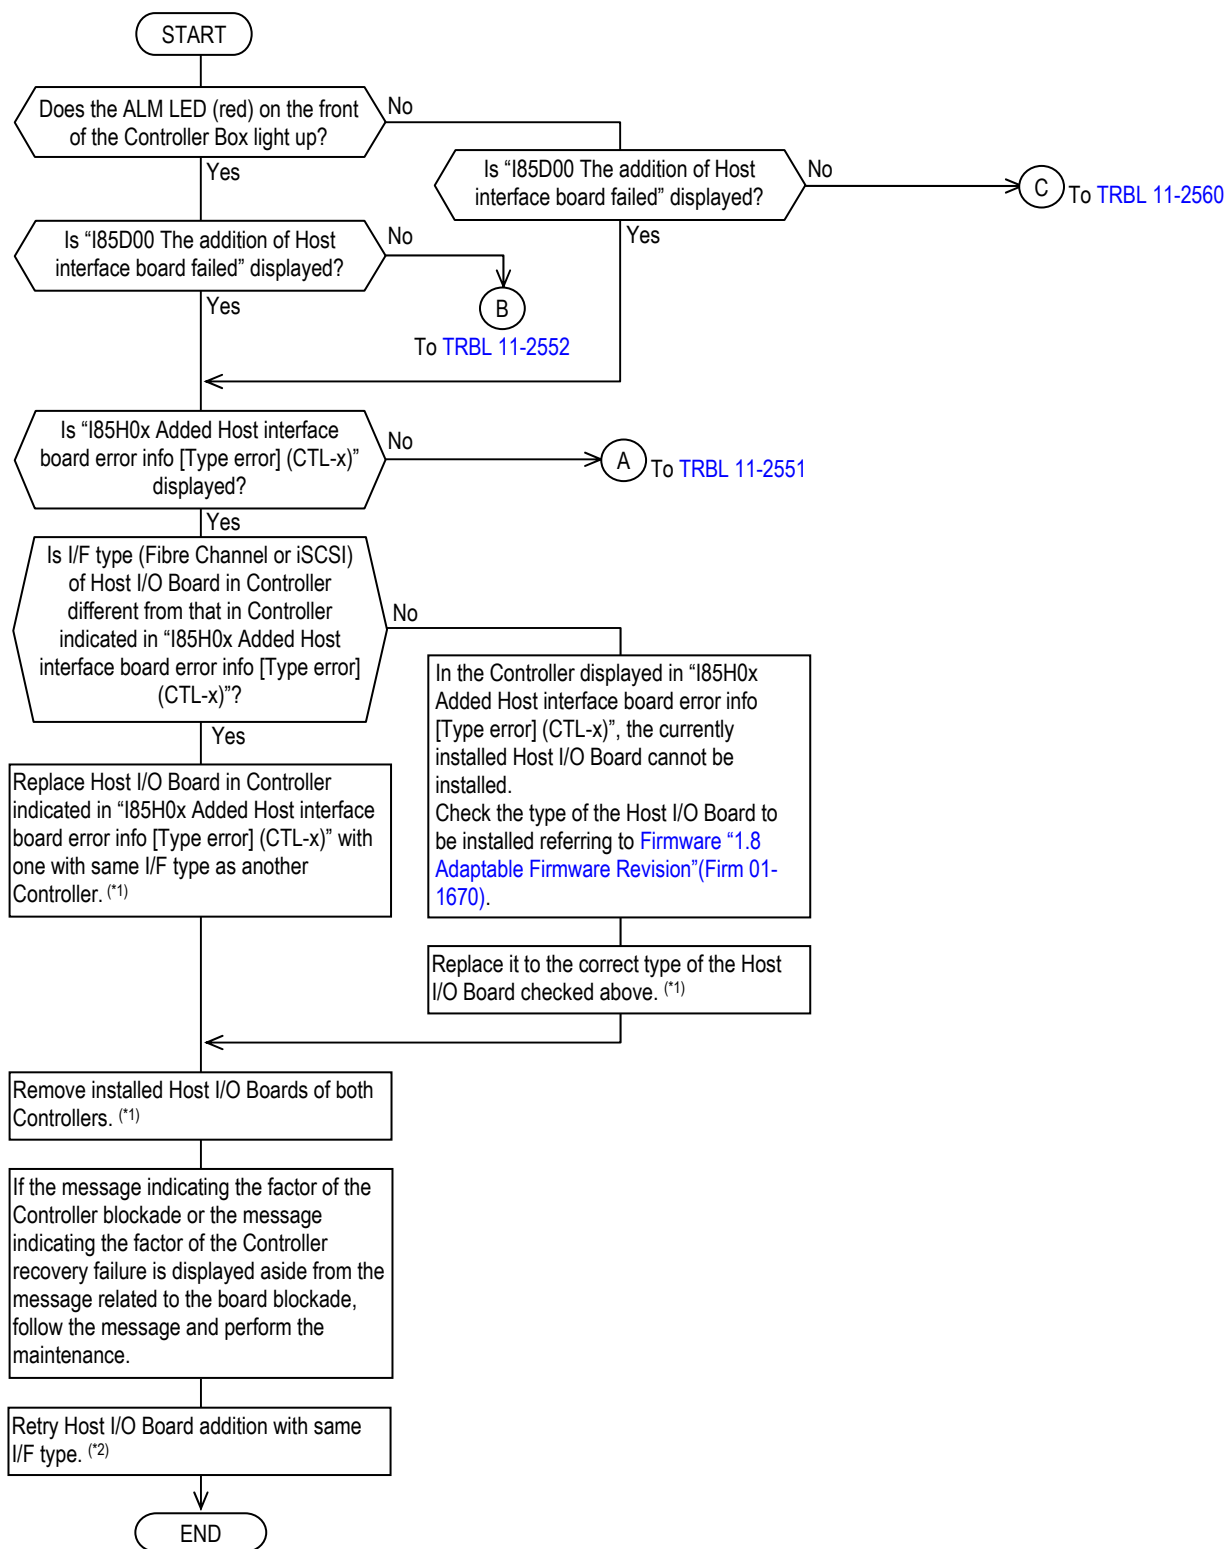 START
Does the ALM LED (red) on the front
of the Controller Box light up?
No
Yes
Is “I85D00 The addition of Host
interface board failed” displayed?
No
C
To TRBL 11-2560
Yes
Is “I85D00 The addition of Host
interface board failed” displayed?
No
Yes
B
To TRBL 11-2552
Is “I85H0x Added Host interface
board error info [Type error] (CTL-x)”
displayed?
No
A
To TRBL 11-2551
Yes
Is I/F type (Fibre Channel or iSCSI)
of Host I/O Board in Controller
different from that in Controller
indicated in “I85H0x Added Host
interface board error info [Type error]
(CTL-x)”?
No
Yes
In the Controller displayed in “I85H0x
Added Host interface board error info
[Type error] (CTL-x)”, the currently
installed Host I/O Board cannot be
installed.
Check the type of the Host I/O Board to
be installed referring to Firmware “1.8
Adaptable Firmware Revision”(Firm 01-
1670).
Replace Host I/O Board in Controller
indicated in “I85H0x Added Host interface
board error info [Type error] (CTL-x)” with
one with same I/F type as another
Controller. (*1)
Replace it to the correct type of the Host
I/O Board checked above. (*1)
Remove installed Host I/O Boards of both
Controllers. (*1)
If the message indicating the factor of the
Controller blockade or the message
indicating the factor of the Controller
recovery failure is displayed aside from the
message related to the board blockade,
follow the message and perform the
maintenance.
Retry Host I/O Board addition with same
I/F type. (*2)
END